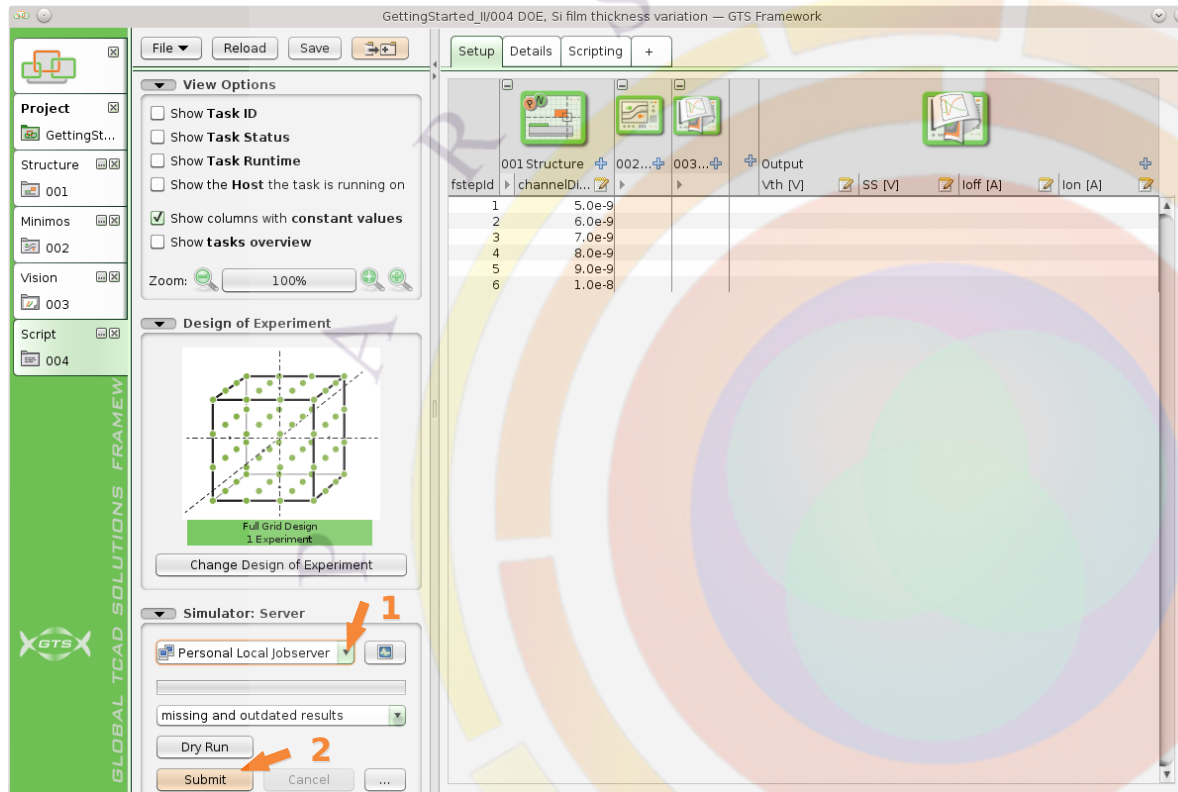 GettingStarted_II/004 DOE, Si film thickness variation — GTS Framework
File
Reload
Save
View Options
Show Task ID
Show Task Status
Show Task Runtime
Show the Host the task is running on
Show columns with constant values
Show tasks overview
Zoom:
100%
Design of Experiment
Full Grid Design
1 Experiment
Change Design of Experiment
Simulator: Server
1
Personal Local Jobserver
missing and outdated results
Dry Run
2
Submit
Cancel
...
Project
GettingSt...
Structure
001
Minimos
002
Vision
003
Script
004
GTS
GLOBAL TCAD SOLUTIONS FRAMEW
Setup
Details
Scripting
+
P N
001 Structure
002...
003...
Output
fstepId
channelDi...
Vth [V]
SS [V]
Ioff [A]
Ion [A]
1 5.0e-9
2 6.0e-9
3 7.0e-9
4 8.0e-9
5 9.0e-9
6 1.0e-8